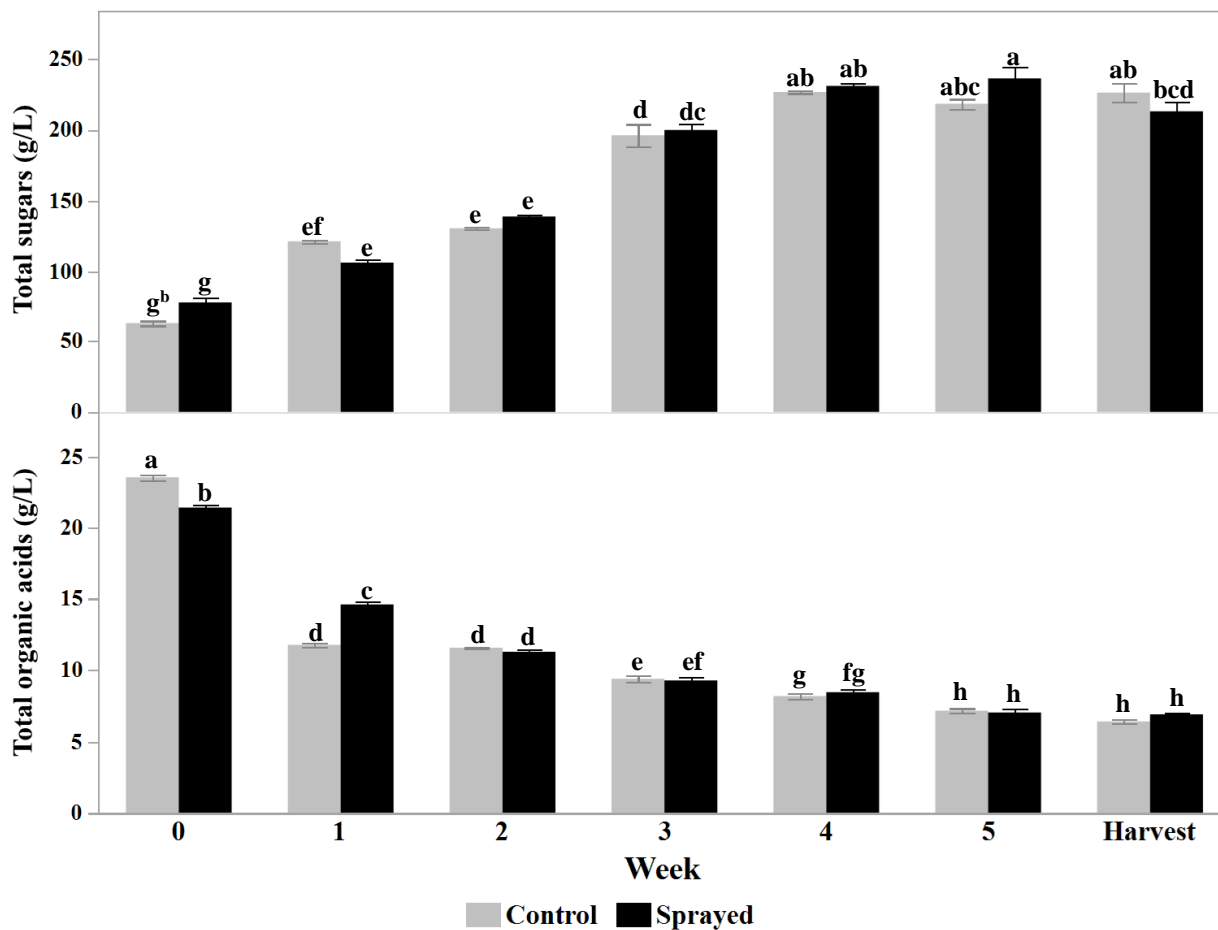 Total sugars (g/L)
250
200
150
100
50
0
g^b g ef e e e d dc ab ab abc a ab bcd
Total organic acids (g/L)
25
20
15
10
5
0
a b d c d d e ef g fg h h h h
0 1 2 3 4 5 Harvest
Week
Control Sprayed